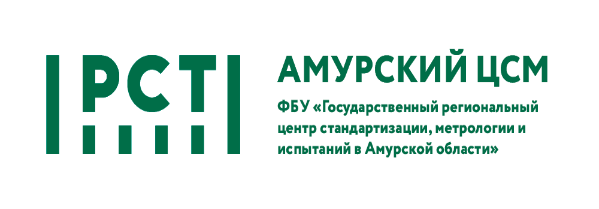 РСТ
АМУРСКИЙ ЦСМ
ФБУ «Государственный региональный
центр стандартизации, метрологии и
испытаний в Амурской области»